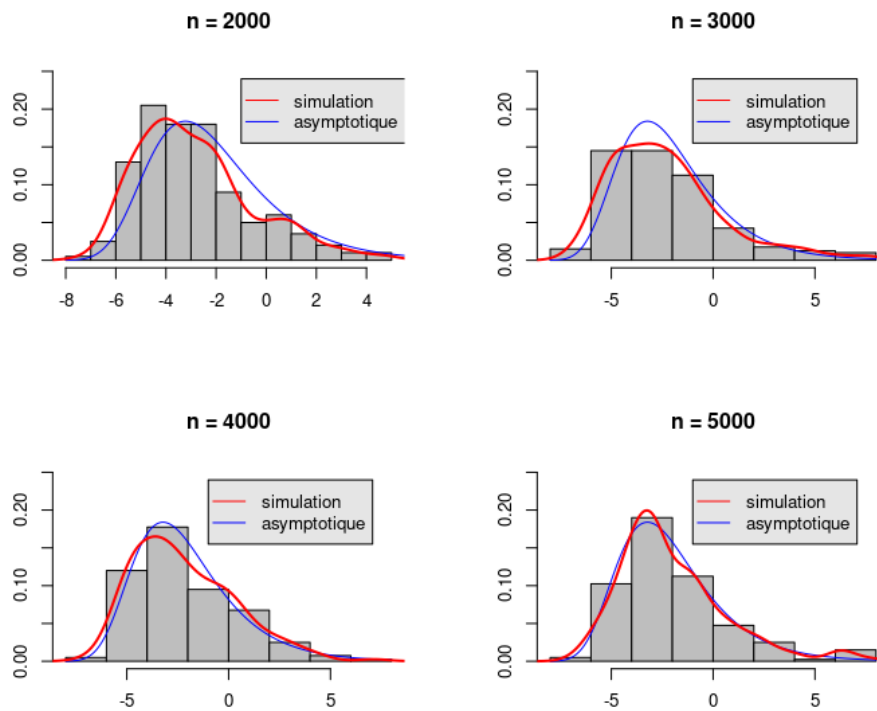 n = 2000
simulation
asymptotique
0.00 0.10 0.20
-8 -6 -4 -2 0 2 4
n = 3000
simulation
asymptotique
0.00 0.10 0.20
-5 0 5
n = 4000
simulation
asymptotique
0.00 0.10 0.20
-5 0 5
n = 5000
simulation
asymptotique
0.00 0.10 0.20
-5 0 5